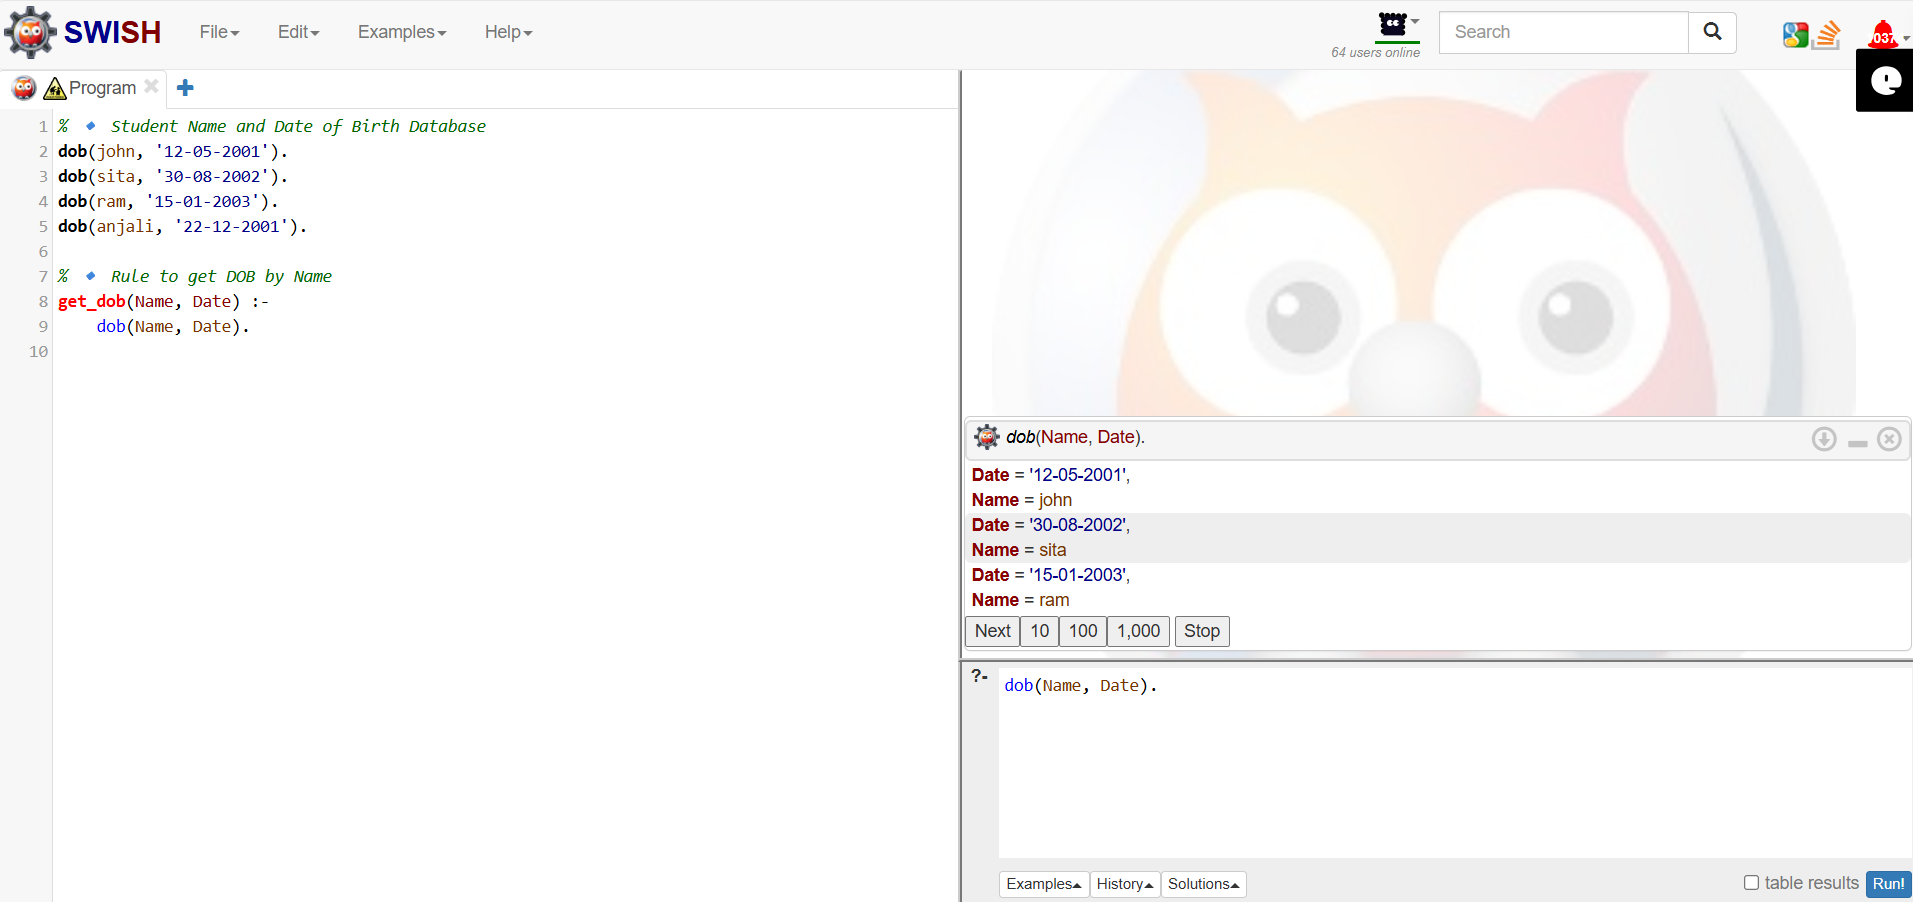 SWISH File Edit Examples Help
64 users online
Search
Program
1 % 🔹 Student Name and Date of Birth Database
2 dob(john, '12-05-2001').
3 dob(sita, '30-08-2002').
4 dob(ram, '15-01-2003').
5 dob(anjali, '22-12-2001').
6
7 % 🔹 Rule to get DOB by Name
8 get_dob(Name, Date) :-
9 dob(Name, Date).
10
dob(Name, Date).
Date = '12-05-2001',
Name = john
Date = '30-08-2002',
Name = sita
Date = '15-01-2003',
Name = ram
Next 10 100 1,000 Stop
?- dob(Name, Date).
Examples History Solutions
table results Run!